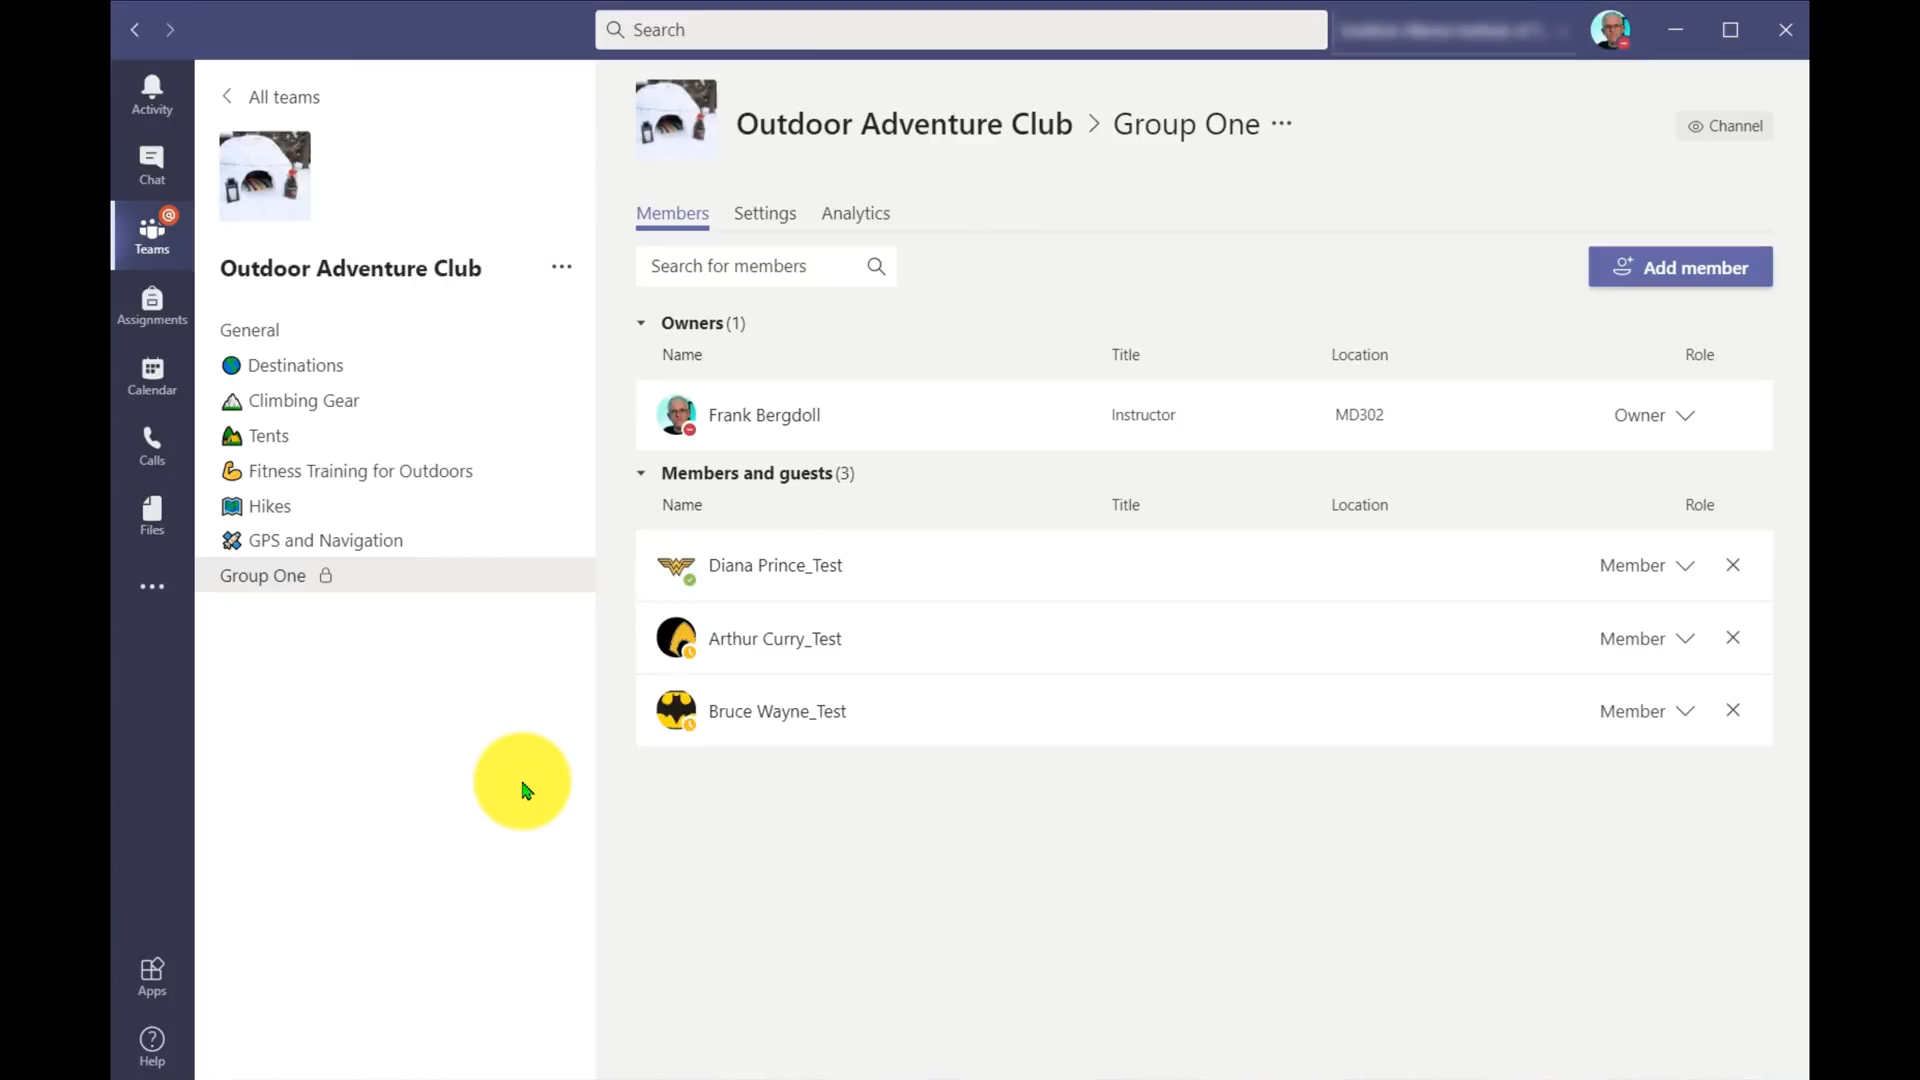 Search
Activity
Chat
Teams
Assignments
Calendar
Calls
Files
Apps
Help
All teams
Outdoor Adventure Club
General
Destinations
Climbing Gear
Tents
Fitness Training for Outdoors
Hikes
GPS and Navigation
Group One
Outdoor Adventure Club > Group One ...
Channel
Members Settings Analytics
Search for members
Add member
Owners (1)
Name Title Location Role
Frank Bergdoll Instructor MD302 Owner
Members and guests (3)
Name Title Location Role
Diana Prince_Test Member
Arthur Curry_Test Member
Bruce Wayne_Test Member